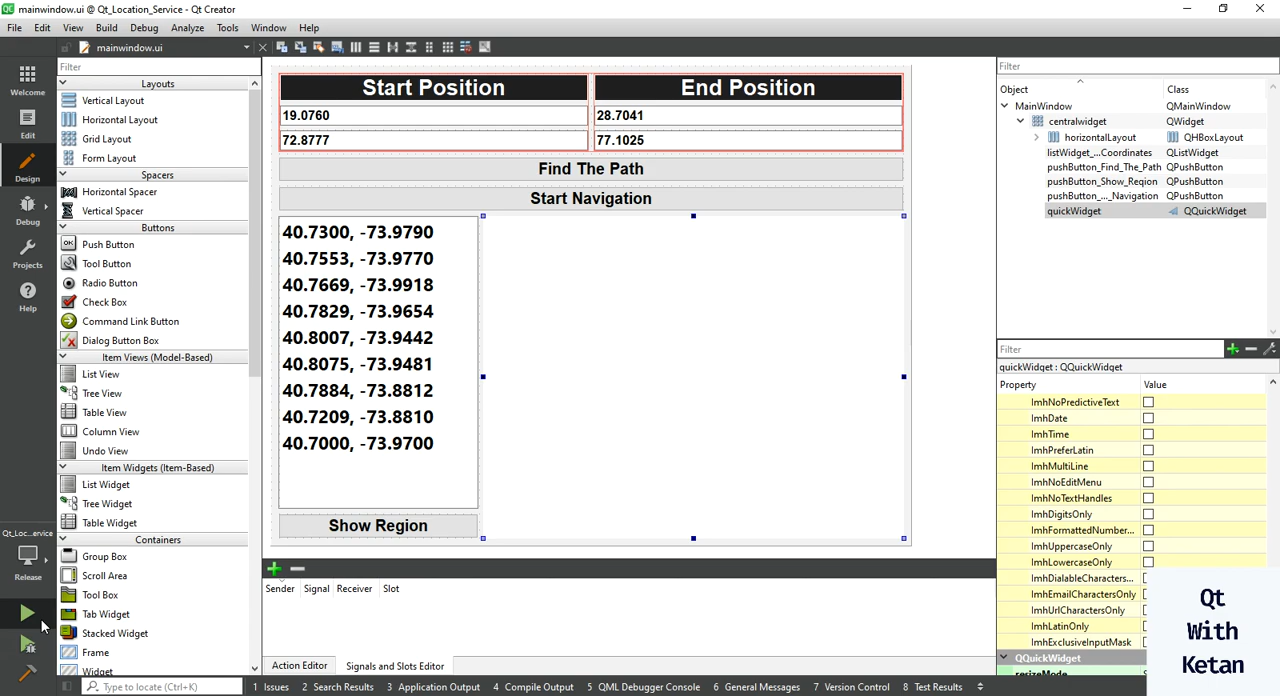 mainwindow.ui @ Qt_Location_Service - Qt Creator
File Edit View Build Debug Analyze Tools Window Help
mainwindow.ui
Filter
Welcome
Edit
Design
Debug
Projects
Help
Qt_Loc...ervice
Release
Layouts
Vertical Layout
Horizontal Layout
Grid Layout
Form Layout
Spacers
Horizontal Spacer
Vertical Spacer
Buttons
Push Button
Tool Button
Radio Button
Check Box
Command Link Button
Dialog Button Box
Item Views (Model-Based)
List View
Tree View
Table View
Column View
Undo View
Item Widgets (Item-Based)
List Widget
Tree Widget
Table Widget
Containers
Group Box
Scroll Area
Tool Box
Tab Widget
Stacked Widget
Frame
Widget
Start Position End Position
19.0760 28.7041
72.8777 77.1025
Find The Path
Start Navigation
40.7300, -73.9790
40.7553, -73.9770
40.7669, -73.9918
40.7829, -73.9654
40.8007, -73.9442
40.8075, -73.9481
40.7884, -73.8812
40.7209, -73.8810
40.7000, -73.9700
Show Region
Sender Signal Receiver Slot
Action Editor Signals and Slots Editor
Filter
Object Class
MainWindow QMainWindow
centralwidget QWidget
horizontalLayout QHBoxLayout
listWidget_...Coordinates QListWidget
pushButton_Find_The_Path QPushButton
pushButton_Show_Region QPushButton
pushButton_..._Navigation QPushButton
quickWidget QQuickWidget
Filter
quickWidget : QQuickWidget
Property Value
ImhNoPredictiveText
ImhDate
ImhTime
ImhPreferLatin
ImhMultiLine
ImhNoEditMenu
ImhNoTextHandles
ImhDigitsOnly
ImhFormattedNumber...
ImhUppercaseOnly
ImhLowercaseOnly
ImhDialableCharacters...
ImhEmailCharactersOnly
ImhUrlCharactersOnly
ImhLatinOnly
ImhExclusiveInputMask
QQuickWidget
resizeMode
Qt
With
Ketan
Type to locate (Ctrl+K) 1 Issues 2 Search Results 3 Application Output 4 Compile Output 5 QML Debugger Console 6 General Messages 7 Version Control 8 Test Results